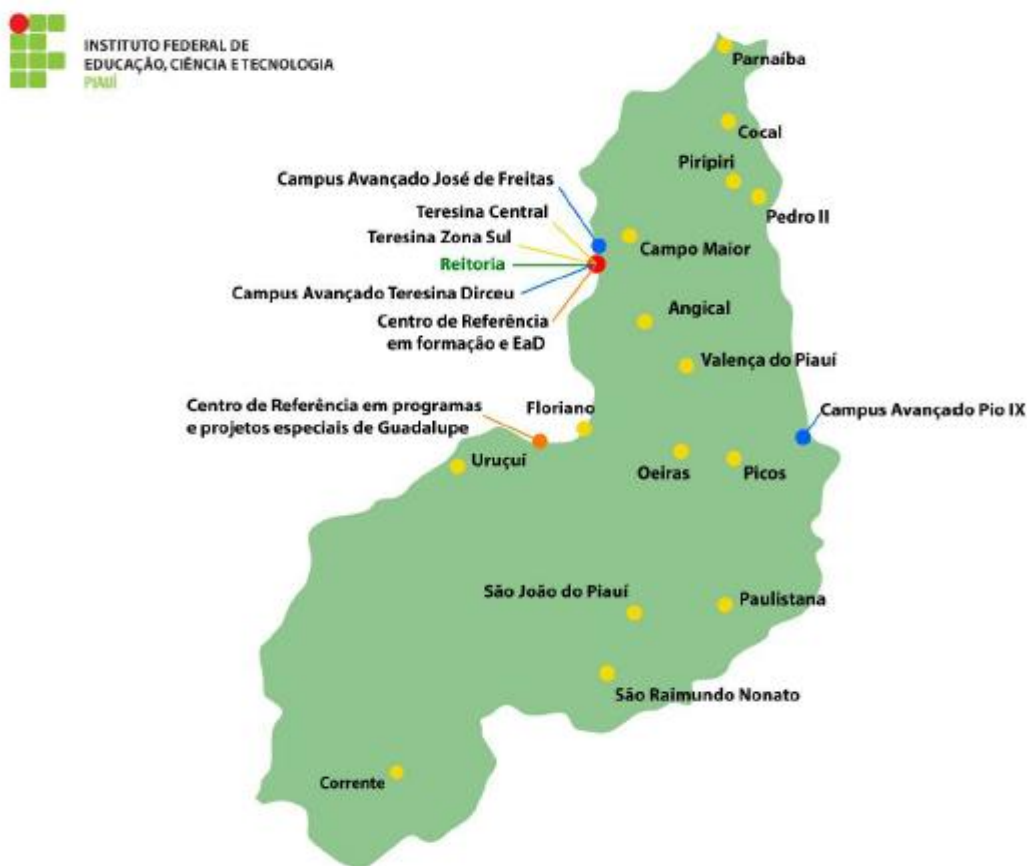 INSTITUTO FEDERAL DE
EDUCAÇÃO, CIÊNCIA E TECNOLOGIA
PIAUÍ
Parnaíba
Cocal
Piripiri
Pedro II
Campus Avançado José de Freitas
Teresina Central
Teresina Zona Sul
Campo Maior
Reitoria
Campus Avançado Teresina Dirceu
Centro de Referência
em formação e EaD
Angical
Valença do Piauí
Centro de Referência em programas
e projetos especiais de Guadalupe
Floriano
Campus Avançado Pio IX
Uruçuí
Oeiras
Picos
São João do Piauí
Paulistana
São Raimundo Nonato
Corrente